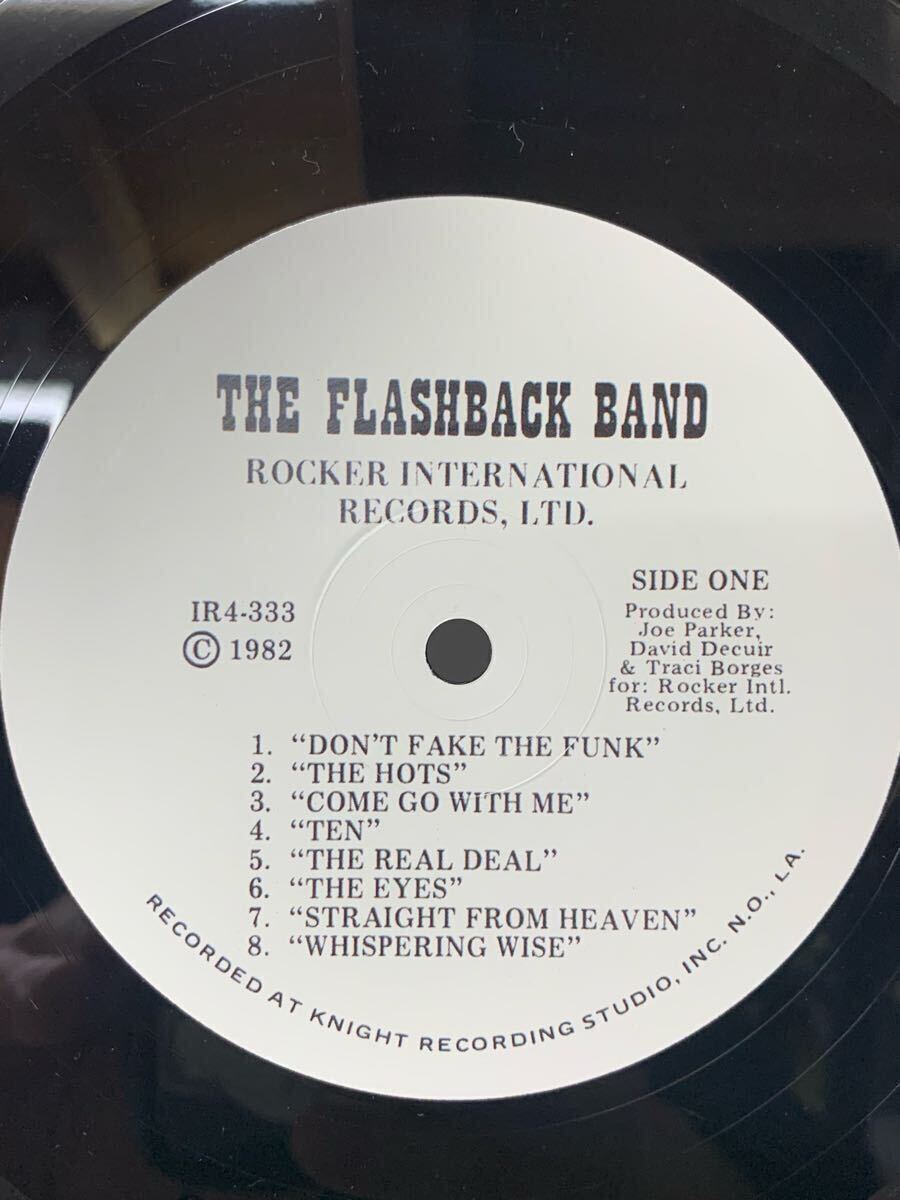 THE FLASHBACK BAND
ROCKER INTERNATIONAL
RECORDS, LTD.
IR4-333
© 1982
SIDE ONE
Produced By:
Joe Parker,
David Decuir
& Traci Borges
for: Rocker Intl.
Records, Ltd.
1. “DON'T FAKE THE FUNK”
2. “THE HOTS”
3. “COME GO WITH ME”
4. “TEN”
5. “THE REAL DEAL”
6. “THE EYES”
7. “STRAIGHT FROM HEAVEN”
8. “WHISPERING WISE”
RECORDED AT KNIGHT RECORDING STUDIO, INC. N.O., LA.